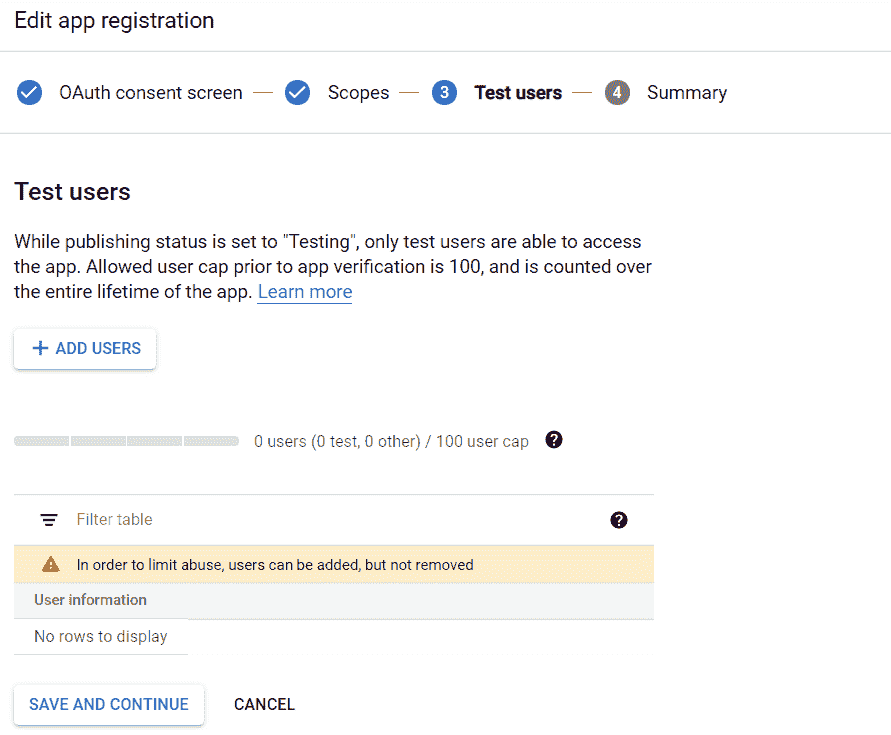 Edit app registration
OAuth consent screen — Scopes — 3 Test users — 4 Summary
Test users
While publishing status is set to "Testing", only test users are able to access
the app. Allowed user cap prior to app verification is 100, and is counted over
the entire lifetime of the app. Learn more
+ ADD USERS
0 users (0 test, 0 other) / 100 user cap ?
Filter table ?
In order to limit abuse, users can be added, but not removed
User information
No rows to display
SAVE AND CONTINUE CANCEL